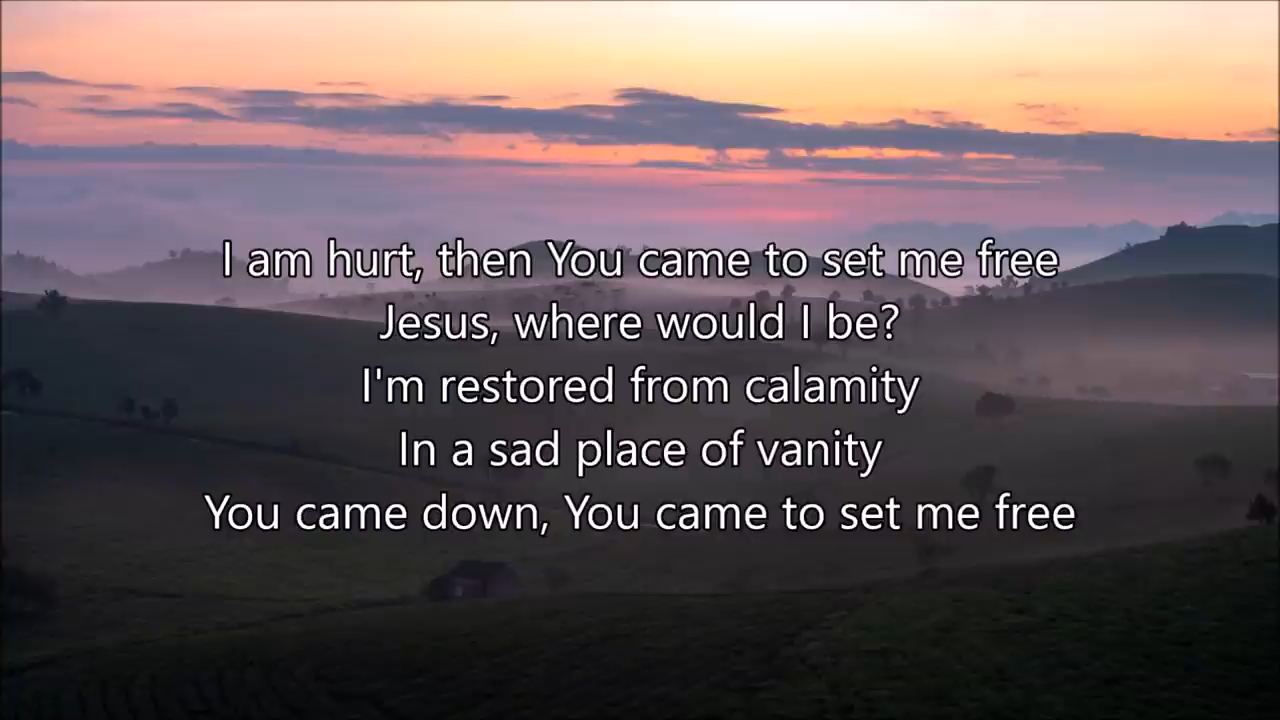 I am hurt, then You came to set me free
Jesus, where would I be?
I'm restored from calamity
In a sad place of vanity
You came down, You came to set me free